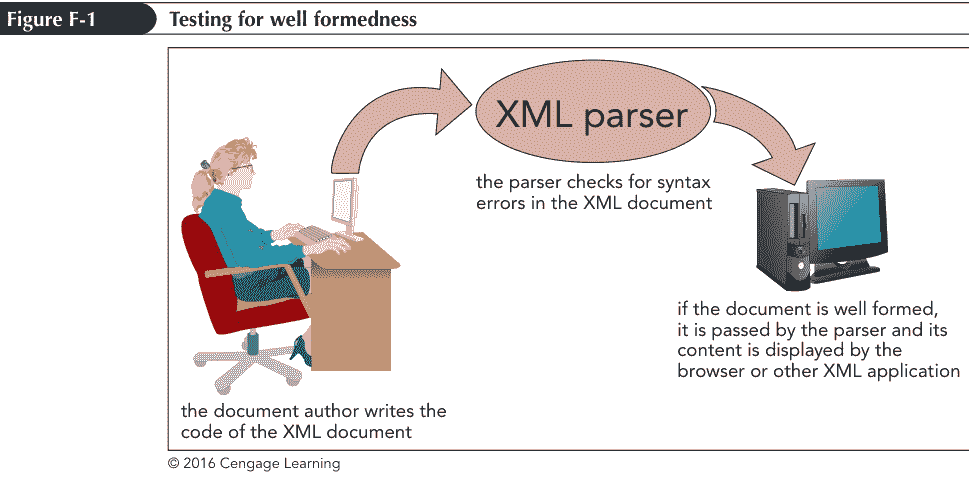 Figure F-1
Testing for well formedness
XML parser
the parser checks for syntax
errors in the XML document
if the document is well formed,
it is passed by the parser and its
content is displayed by the
browser or other XML application
the document author writes the
code of the XML document
© 2016 Cengage Learning